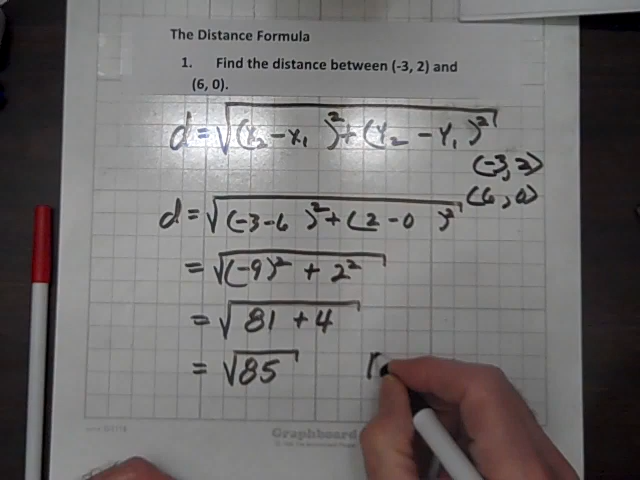 The Distance Formula
1. Find the distance between (-3, 2) and
(6, 0).
d = √(x₂ - x₁ )² + (y₂ - y₁ )²
(-3, 2)
(6, 0)
d = √(-3 - 6 )² + (2 - 0 )²
= √(-9)² + 2²
= √81 + 4
= √85
Graphboard